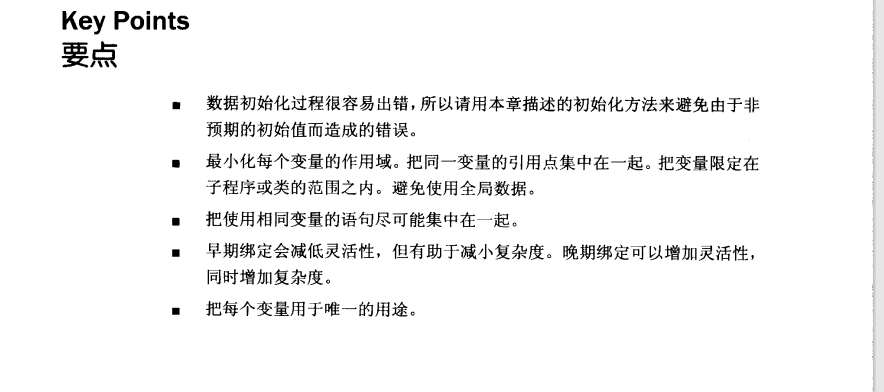 Key Points
要点
■ 数据初始化过程很容易出错，所以请用本章描述的初始化方法来避免由于非
预期的初始值而造成的错误。
■ 最小化每个变量的作用域。把同一变量的引用点集中在一起。把变量限定在
子程序或类的范围之内。避免使用全局数据。
■ 把使用相同变量的语句尽可能集中在一起。
■ 早期绑定会减低灵活性，但有助于减小复杂度。晚期绑定可以增加灵活性，
同时增加复杂度。
■ 把每个变量用于唯一的用途。